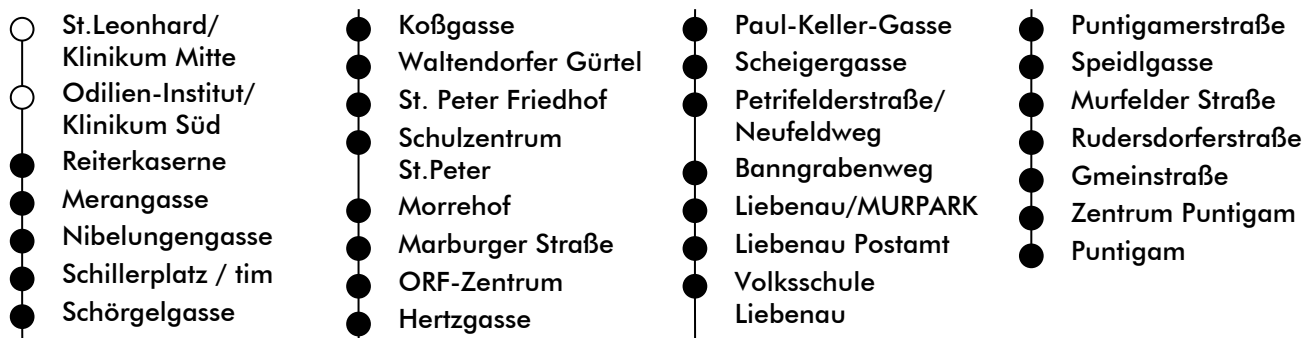 St.Leonhard/
Klinikum Mitte
Odilien-Institut/
Klinikum Süd
Reiterkaserne
Merangasse
Nibelungengasse
Schillerplatz / tim
Schörgelgasse
Koßgasse
Waltendorfer Gürtel
St. Peter Friedhof
Schulzentrum
St.Peter
Morrehof
Marburger Straße
ORF-Zentrum
Hertzgasse
Paul-Keller-Gasse
Scheigergasse
Petrifelderstraße/
Neufeldweg
Banngrabenweg
Liebenau/MURPARK
Liebenau Postamt
Volksschule
Liebenau
Puntigamerstraße
Speidlgasse
Murfelder Straße
Rudersdorferstraße
Gmeinstraße
Zentrum Puntigam
Puntigam